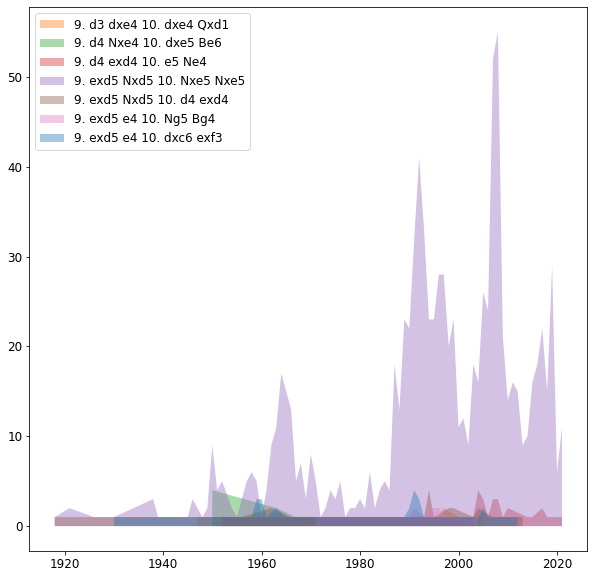 9. d3 dxe4 10. dxe4 Qxd1
9. d4 Nxe4 10. dxe5 Be6
9. d4 exd4 10. e5 Ne4
9. exd5 Nxd5 10. Nxe5 Nxe5
9. exd5 Nxd5 10. d4 exd4
9. exd5 e4 10. Ng5 Bg4
9. exd5 e4 10. dxc6 exf3
50
40
30
20
10
0
1920 1940 1960 1980 2000 2020